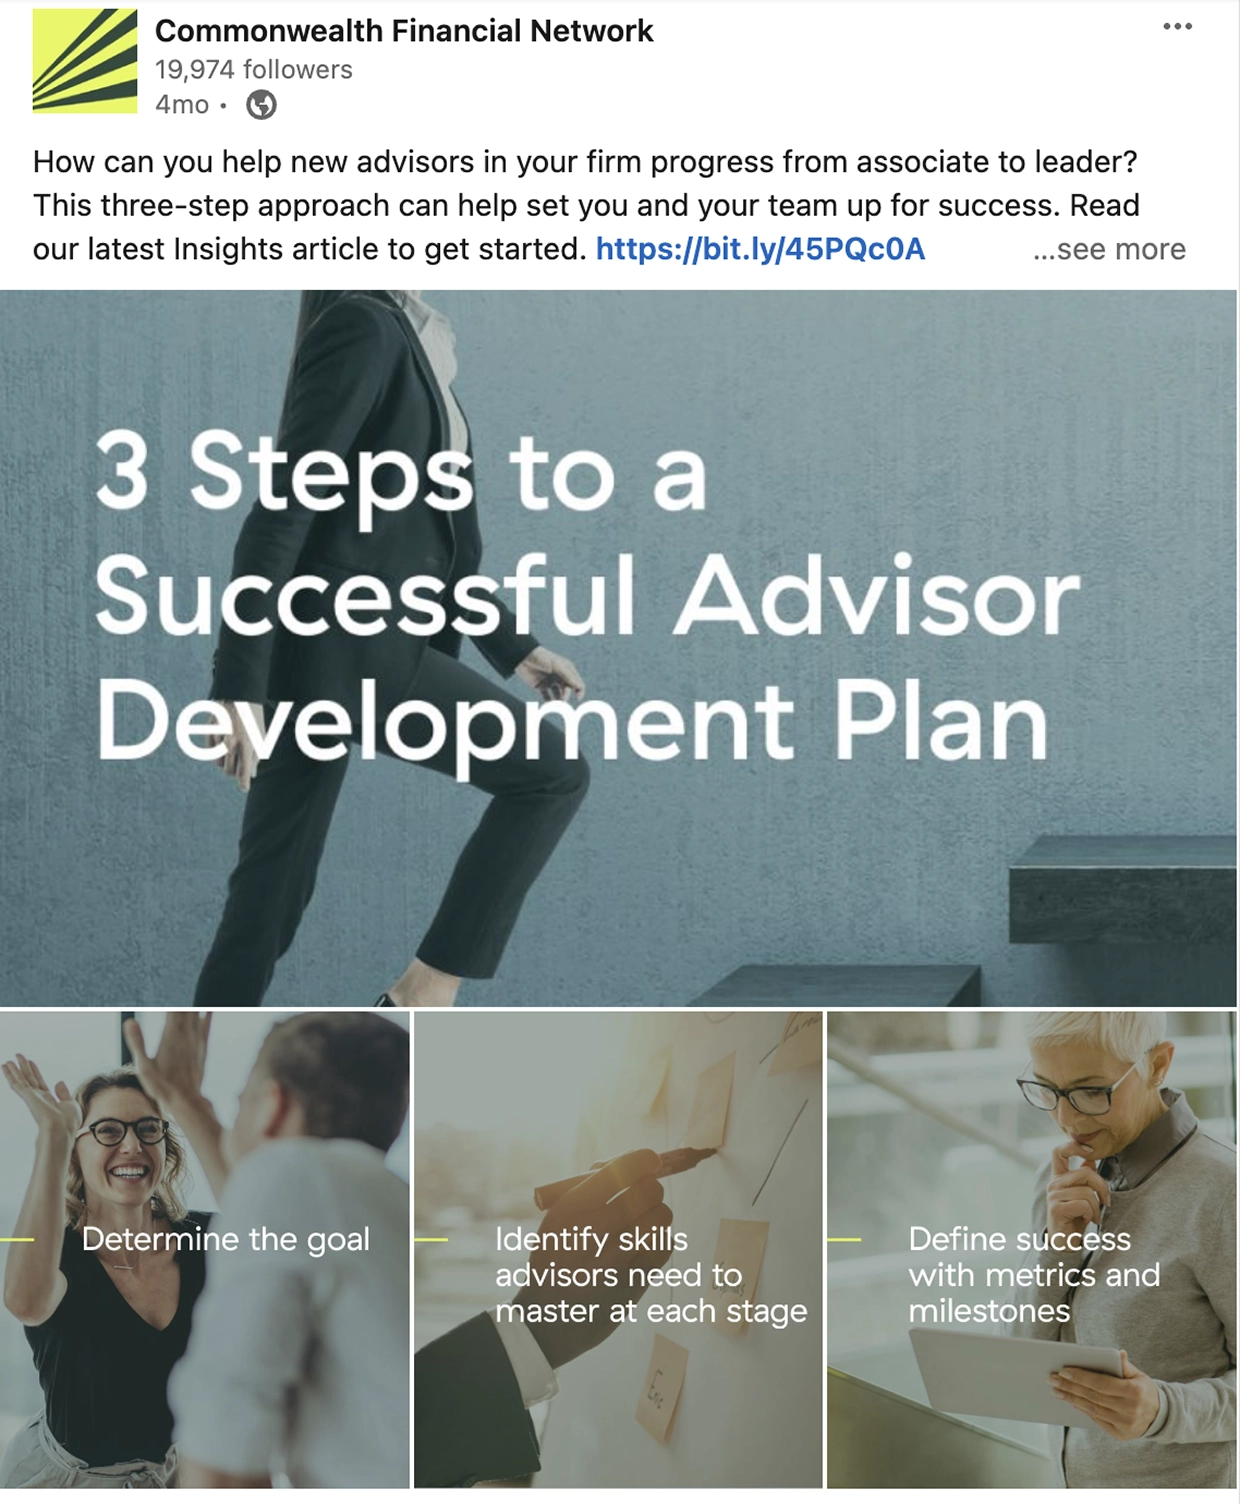 Commonwealth Financial Network
19,974 followers
4mo •
How can you help new advisors in your firm progress from associate to leader?
This three-step approach can help set you and your team up for success. Read
our latest Insights article to get started. https://bit.ly/45PQc0A ...see more
3 Steps to a
Successful Advisor
Development Plan
Determine the goal
Identify skills
advisors need to
master at each stage
Define success
with metrics and
milestones